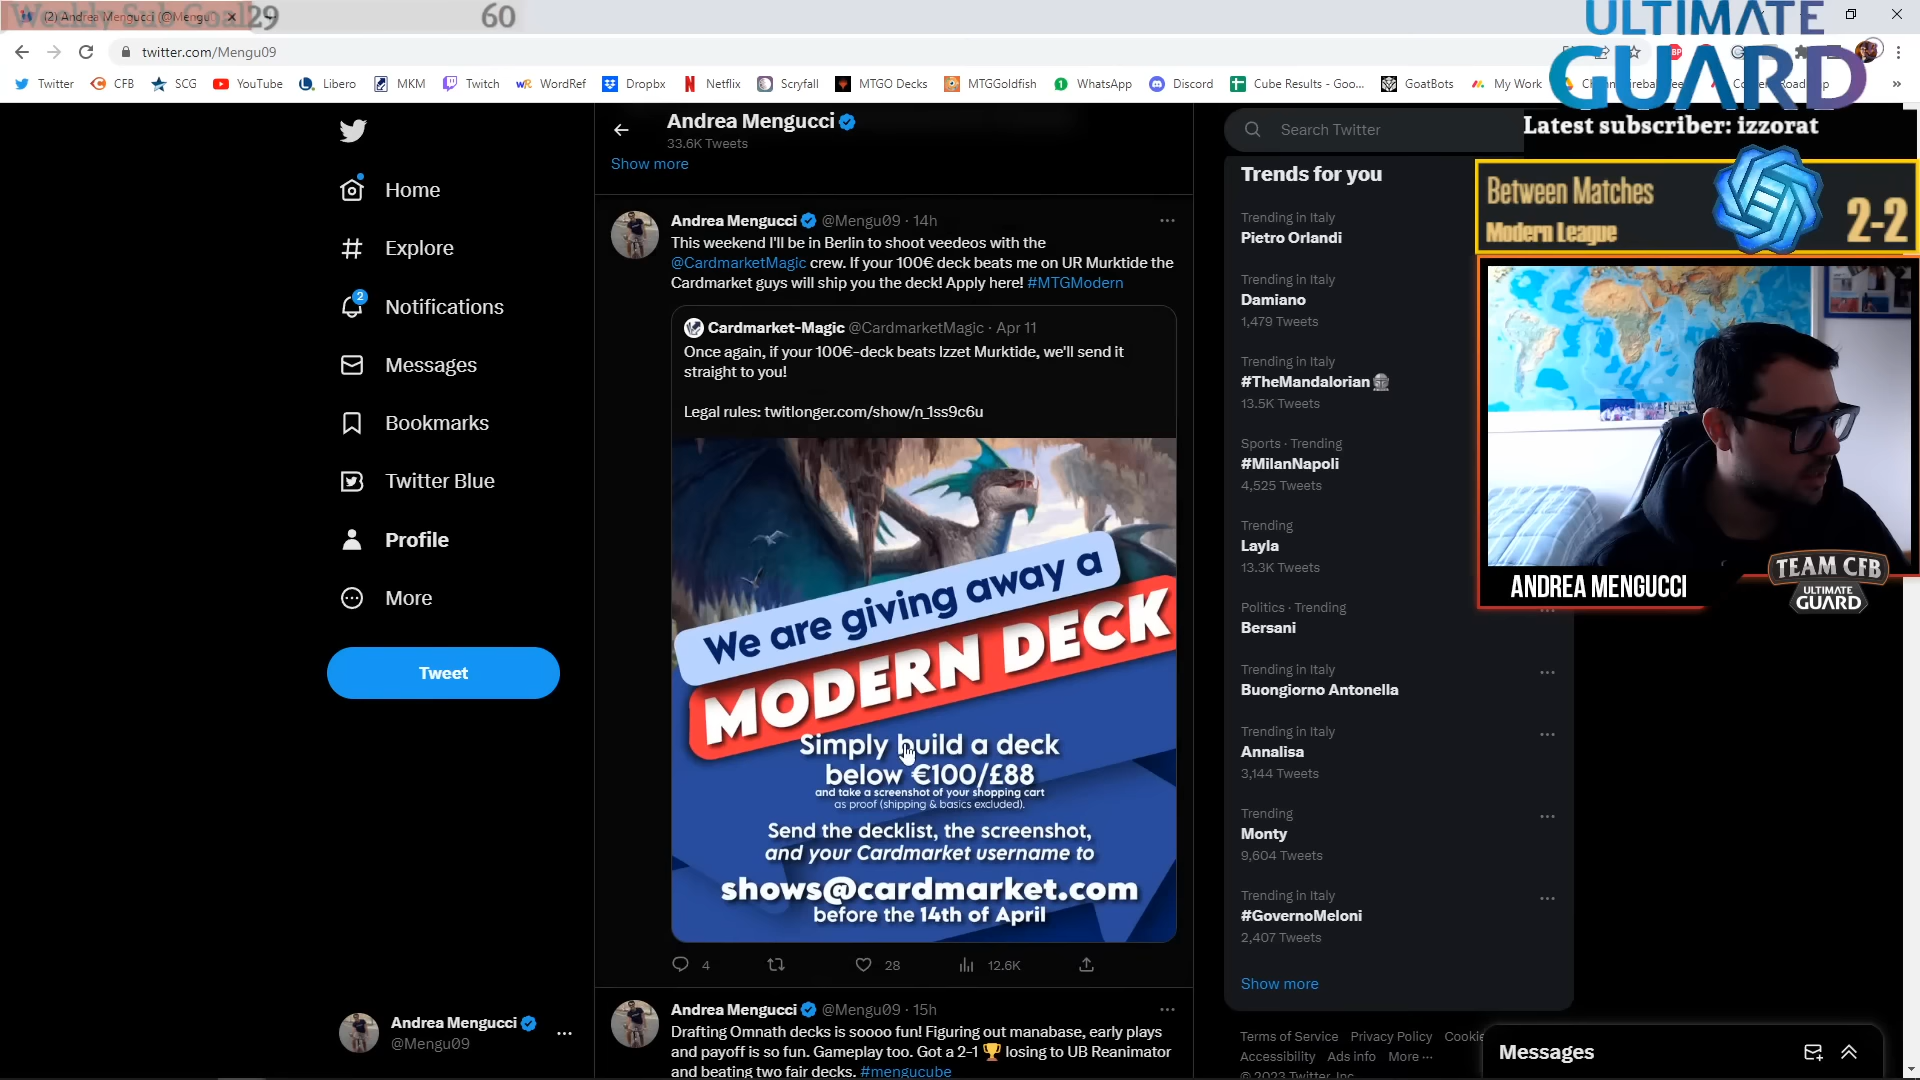 Weekly Sub Goal 29 60
(2) Andrea Mengucci (@Mengu
twitter.com/Mengu09
Twitter CFB SCG YouTube Libero MKM Twitch WordRef Dropbx Netflix Scryfall MTGO Decks MTGGoldfish WhatsApp Discord Cube Results - Goo... GoatBots My Work
ULTIMATE
GUARD
Latest subscriber: izzorat
Between Matches
Modern League
2-2
ANDREA MENGUCCI
TEAM CFB
ULTIMATE
GUARD
Home
Explore
2
Notifications
Messages
Bookmarks
Twitter Blue
Profile
More
Tweet
Andrea Mengucci
@Mengu09
Andrea Mengucci
33.6K Tweets
Show more
Andrea Mengucci @Mengu09 · 14h
This weekend I'll be in Berlin to shoot veedeos with the
@CardmarketMagic crew. If your 100€ deck beats me on UR Murktide the
Cardmarket guys will ship you the deck! Apply here! #MTGModern
Cardmarket-Magic @CardmarketMagic · Apr 11
Once again, if your 100€-deck beats Izzet Murktide, we'll send it
straight to you!
Legal rules: twitlonger.com/show/n_1ss9c6u
We are giving away a
MODERN DECK
Simply build a deck
below €100/£88
and take a screenshot of your shopping cart
as proof (shipping & basics excluded).
Send the decklist, the screenshot,
and your Cardmarket username to
shows@cardmarket.com
before the 14th of April
4 28 12.6K
Andrea Mengucci @Mengu09 · 15h
Drafting Omnath decks is soooo fun! Figuring out manabase, early plays
and payoff is so fun. Gameplay too. Got a 2-1 🏆 losing to UB Reanimator
and beating two fair decks. #mengucube
Search Twitter
Trends for you
Trending in Italy
Pietro Orlandi
Trending in Italy
Damiano
1,479 Tweets
Trending in Italy
#TheMandalorian
13.5K Tweets
Sports · Trending
#MilanNapoli
4,525 Tweets
Trending
Layla
13.3K Tweets
Politics · Trending
Bersani
Trending in Italy
Buongiorno Antonella
Trending in Italy
Annalisa
3,144 Tweets
Trending
Monty
9,604 Tweets
Trending in Italy
#GovernoMeloni
2,407 Tweets
Show more
Terms of Service Privacy Policy Cookie
Accessibility Ads info More ...
© 2023 Twitter, Inc.
Messages